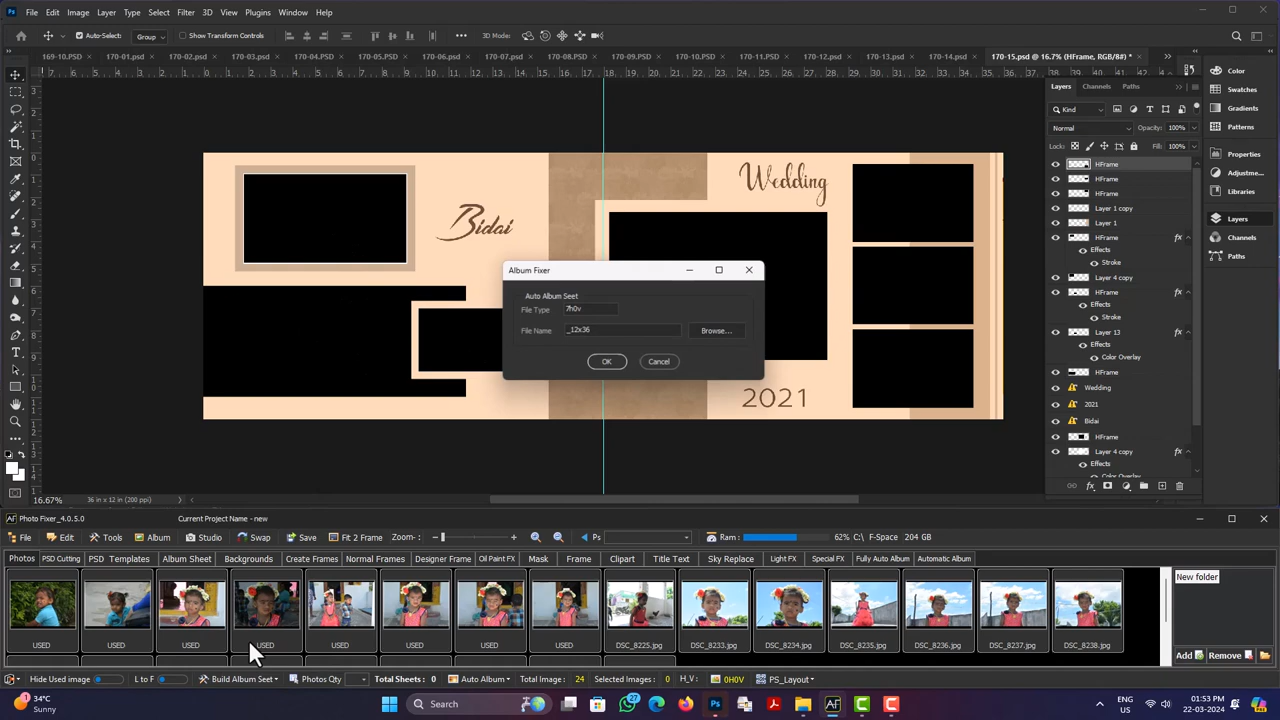 Ps File Edit Image Layer Type Select Filter 3D View Plugins Window Help
Auto-Select: Group Show Transform Controls 3D Mode:
169-10.PSD 170-01.psd 170-02.psd 170-03.psd 170-04.PSD 170-05.PSD 170-06.psd 170-07.psd 170-08.PSD 170-09.PSD 170-10.PSD 170-11.PSD 170-12.psd 170-13.psd 170-14.psd 170-15.psd @ 16.7% (HFrame, RGB/8#) *
Layers Channels Paths
Kind
Normal Opacity: 100%
Lock: Fill: 100%
HFrame
HFrame
HFrame
Layer 1 copy
Layer 1
HFrame fx
Effects
Stroke
Layer 4 copy
HFrame fx
Effects
Stroke
Layer 13 fx
Effects
Color Overlay
HFrame
Wedding
2021
Bidai
HFrame
Layer 4 copy fx
Effects
Color Overlay
Color
Swatches
Gradients
Patterns
Properties
Adjustme...
Libraries
Layers
Channels
Paths
Bidai
Wedding
2021
Album Fixer
Auto Album Seet
File Type 7h0v
File Name _12x36 Browse...
OK Cancel
16.67% 36 in x 12 in (200 ppi)
AF Photo Fixer_4.0.5.0 Current Project Name - new
File Edit Tools Album Studio Swap Save Fit 2 Frame Zoom:- Ps Ram : 62% C:\ F-Space 204 GB
Photos PSD Cutting PSD Templates Album Sheet Backgrounds Create Frames Normal Frames Designer Frame Oil Paint FX Mask Frame Clipart Title Text Sky Replace Light FX Special FX Fully Auto Album Automatic Album
New folder
USED USED USED USED USED USED USED USED DSC_8225.jpg DSC_8233.jpg DSC_8234.jpg DSC_8235.jpg DSC_8236.jpg DSC_8237.jpg DSC_8238.jpg
Add Remove
Hide Used image L to F Build Album Set Photos Qty Total Sheets: 0 Auto Album Total Image: 24 Selected Images: 0 H_V: 0H0V PS_Layout
34°C
Sunny
Search
27
ENG
US
01:53 PM
22-03-2024